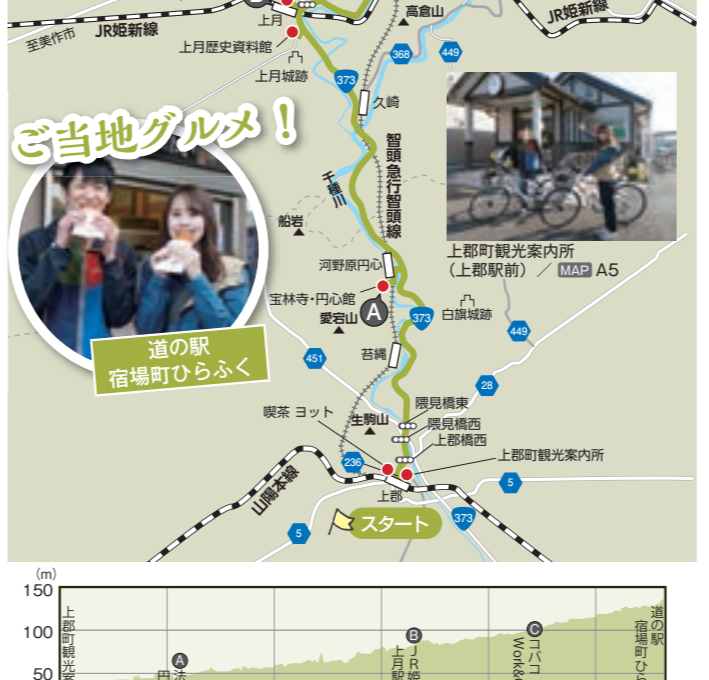 上月
高倉山
JR姫新線
JR姫新線
至美作市
上月歴史資料館
上月城跡
373
368
449
久崎
ご当地グルメ！
智頭急行智頭線
千種川
船岩
河野原円心
宝林寺・円心館
愛宕山
A
373
白旗城跡
上郡町観光案内所
（上郡駅前）／ MAP A5
449
道の駅
宿場町ひらふく
451
苔縄
28
喫茶 ヨット
生駒山
隈見橋東
隈見橋西
上郡橋西
上郡町観光案内所
236
山陽本線
上郡
5
5
373
スタート
（m）
150
100
50
上郡町観光案
A
B
JR姫
上月駅
C
コバコ
Work&C
道の駅
宿場町ひら